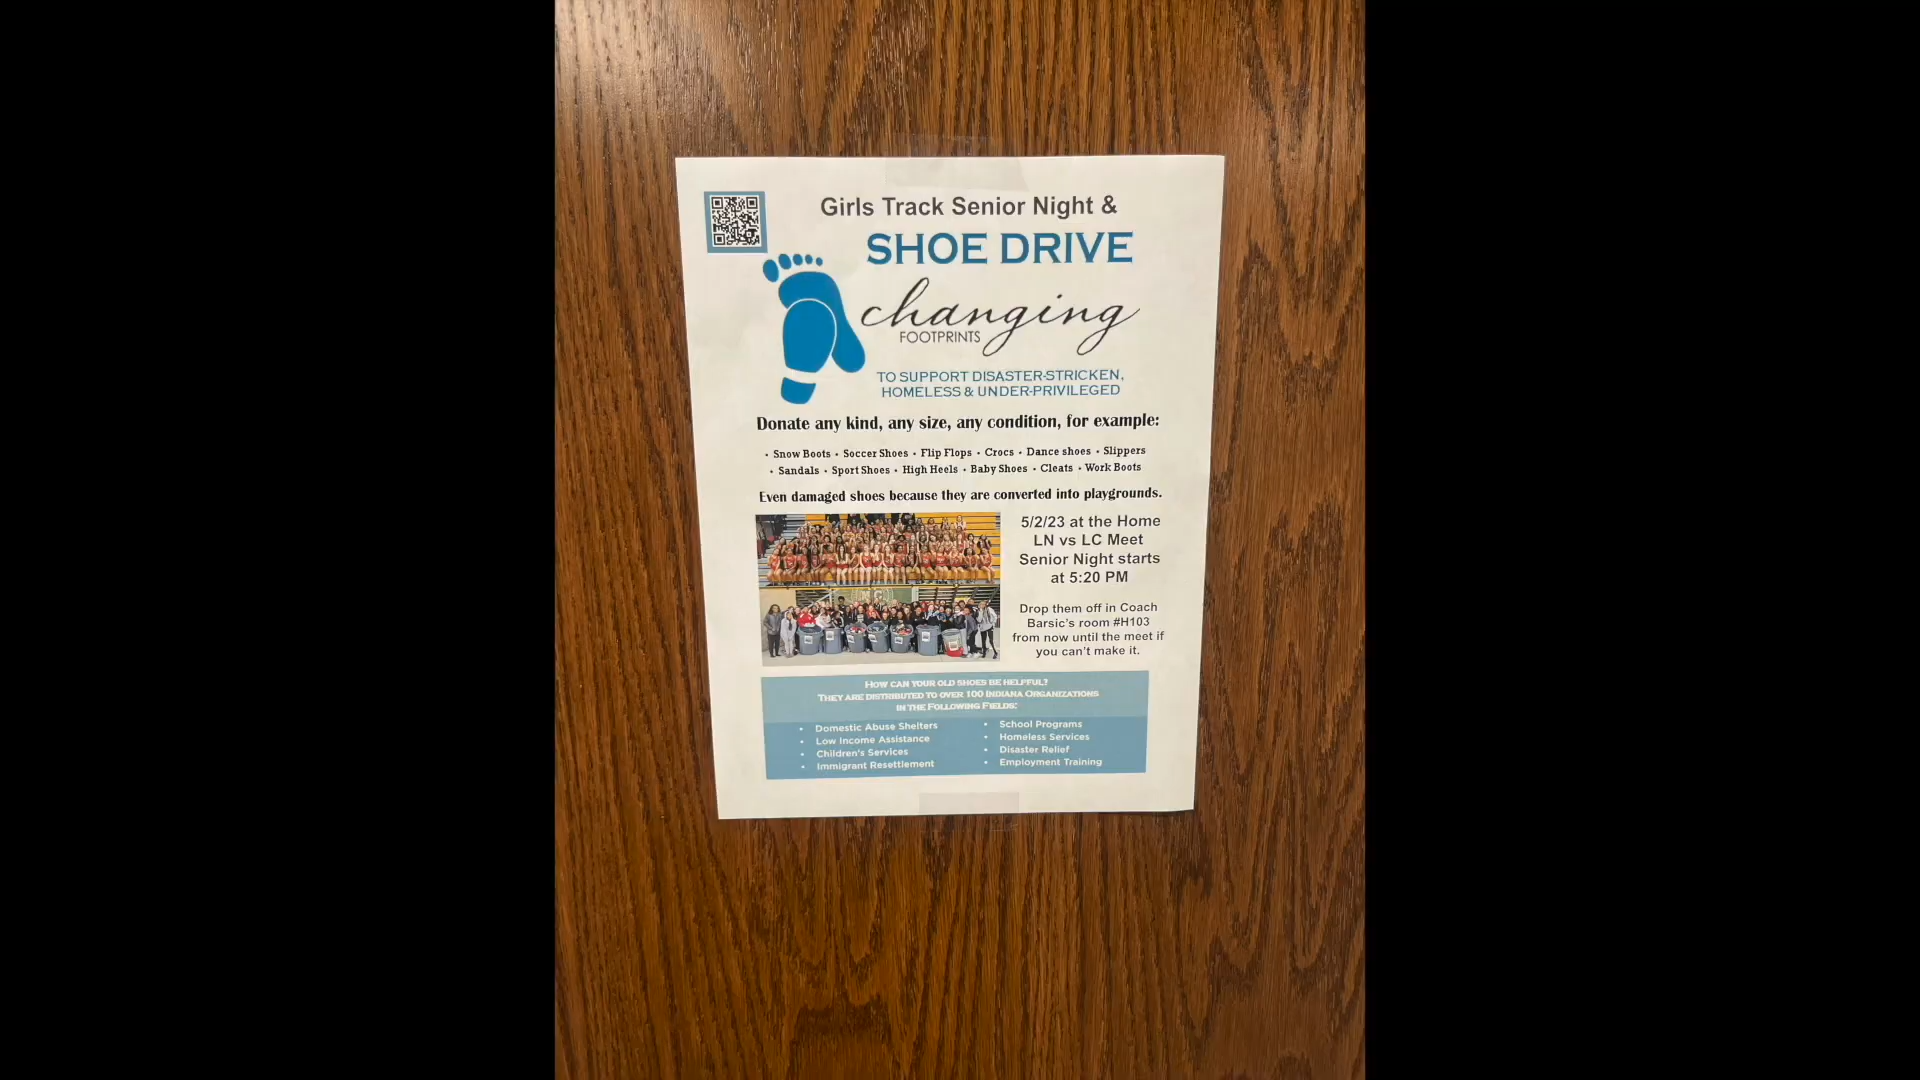 Girls Track Senior Night &
SHOE DRIVE
changing
FOOTPRINTS
TO SUPPORT DISASTER-STRICKEN,
HOMELESS & UNDER-PRIVILEGED
Donate any kind, any size, any condition, for example:
• Snow Boots • Soccer Shoes • Flip Flops • Crocs • Dance shoes • Slippers
• Sandals • Sport Shoes • High Heels • Baby Shoes • Cleats • Work Boots
Even damaged shoes because they are converted into playgrounds.
5/2/23 at the Home
LN vs LC Meet
Senior Night starts
at 5:20 PM
Drop them off in Coach
Barsic's room #H103
from now until the meet if
you can't make it.
HOW CAN YOUR OLD SHOES BE HELPFUL?
THEY ARE DISTRIBUTED TO OVER 100 INDIANA ORGANIZATIONS
IN THE FOLLOWING FIELDS:
• Domestic Abuse Shelters
• Low Income Assistance
• Children's Services
• Immigrant Resettlement
• School Programs
• Homeless Services
• Disaster Relief
• Employment Training